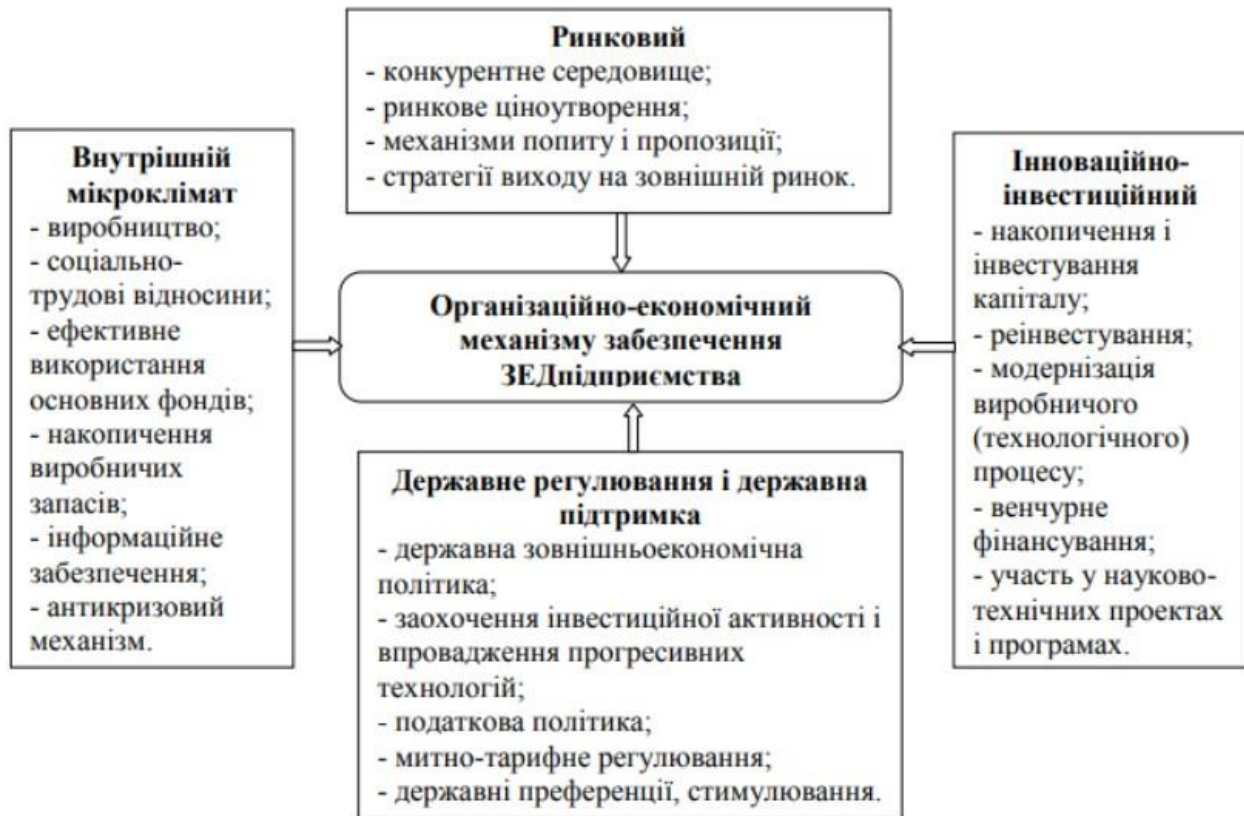 Ринковий
- конкурентне середовище;
- ринкове ціноутворення;
- механізми попиту і пропозиції;
- стратегії виходу на зовнішній ринок.
Внутрішній
мікроклімат
- виробництво;
- соціально-
трудові відносини;
- ефективне
використання
основних фондів;
- накопичення
виробничих
запасів;
- інформаційне
забезпечення;
- антикризовий
механізм.
Організаційно-економічний
механізму забезпечення
ЗЕДпідприємства
Інноваційно-
інвестиційний
- накопичення і
інвестування
капіталу;
- реінвестування;
- модернізація
виробничого
(технологічного)
процесу;
- венчурне
фінансування;
- участь у науково-
технічних проектах
і програмах.
Державне регулювання і державна
підтримка
- державна зовнішньоекономічна
політика;
- заохочення інвестиційної активності і
впровадження прогресивних
технологій;
- податкова політика;
- митно-тарифне регулювання;
- державні преференції, стимулювання.